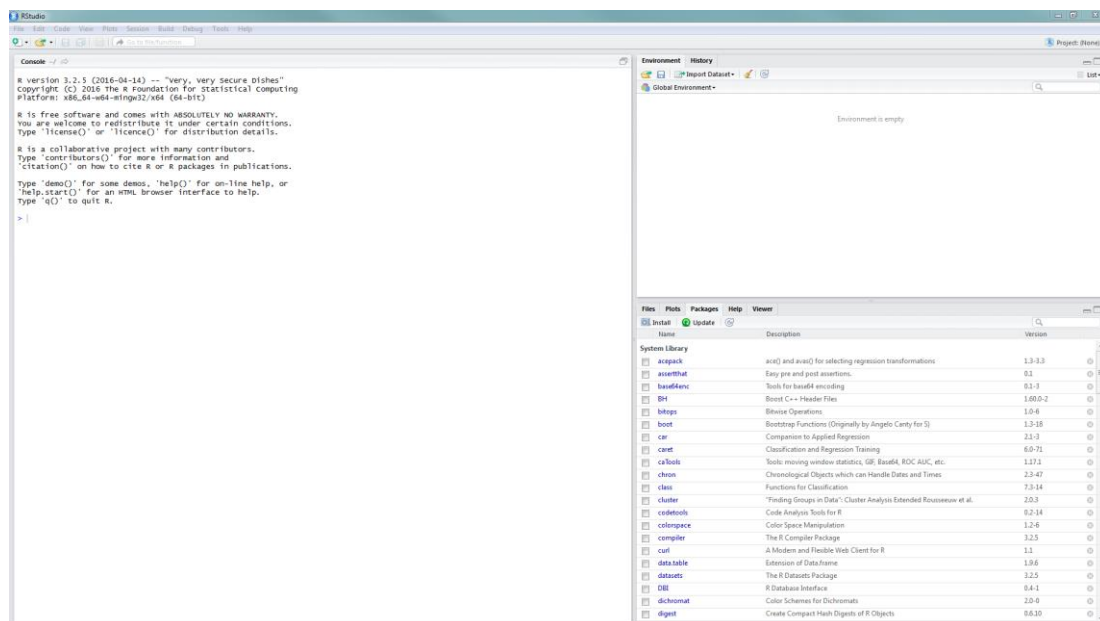 RStudio
File Edit Code View Plots Session Build Debug Tools Help
Go to file/function
Project: (None)
Console ~/
R version 3.2.5 (2016-04-14) -- "Very, Very Secure Dishes"
Copyright (C) 2016 The R Foundation for Statistical Computing
Platform: x86_64-w64-mingw32/x64 (64-bit)
R is free software and comes with ABSOLUTELY NO WARRANTY.
You are welcome to redistribute it under certain conditions.
Type 'license()' or 'licence()' for distribution details.
R is a collaborative project with many contributors.
Type 'contributors()' for more information and
'citation()' on how to cite R or R packages in publications.
Type 'demo()' for some demos, 'help()' for on-line help, or
'help.start()' for an HTML browser interface to help.
Type 'q()' to quit R.
>
Environment History
Import Dataset
List
Global Environment
Environment is empty
Files Plots Packages Help Viewer
Install Update
Name Description Version
System Library
acepack ace() and avas() for selecting regression transformations 1.3-3.3
assertthat Easy pre and post assertions. 0.1
base64enc Tools for base64 encoding 0.1-3
BH Boost C++ Header Files 1.60.0-2
bitops Bitwise Operations 1.0-6
boot Bootstrap Functions (Originally by Angelo Canty for S) 1.3-18
car Companion to Applied Regression 2.1-3
caret Classification and Regression Training 6.0-71
caTools Tools: moving window statistics, GIF, Base64, ROC AUC, etc. 1.17.1
chron Chronological Objects which can Handle Dates and Times 2.3-47
class Functions for Classification 7.3-14
cluster "Finding Groups in Data": Cluster Analysis Extended Rousseeuw et al. 2.0.3
codetools Code Analysis Tools for R 0.2-14
colorspace Color Space Manipulation 1.2-6
compiler The R Compiler Package 3.2.5
curl A Modern and Flexible Web Client for R 1.1
data.table Extension of Data.frame 1.9.6
datasets The R Datasets Package 3.2.5
DBI R Database Interface 0.4-1
dichromat Color Schemes for Dichromats 2.0-0
digest Create Compact Hash Digests of R Objects 0.6.10